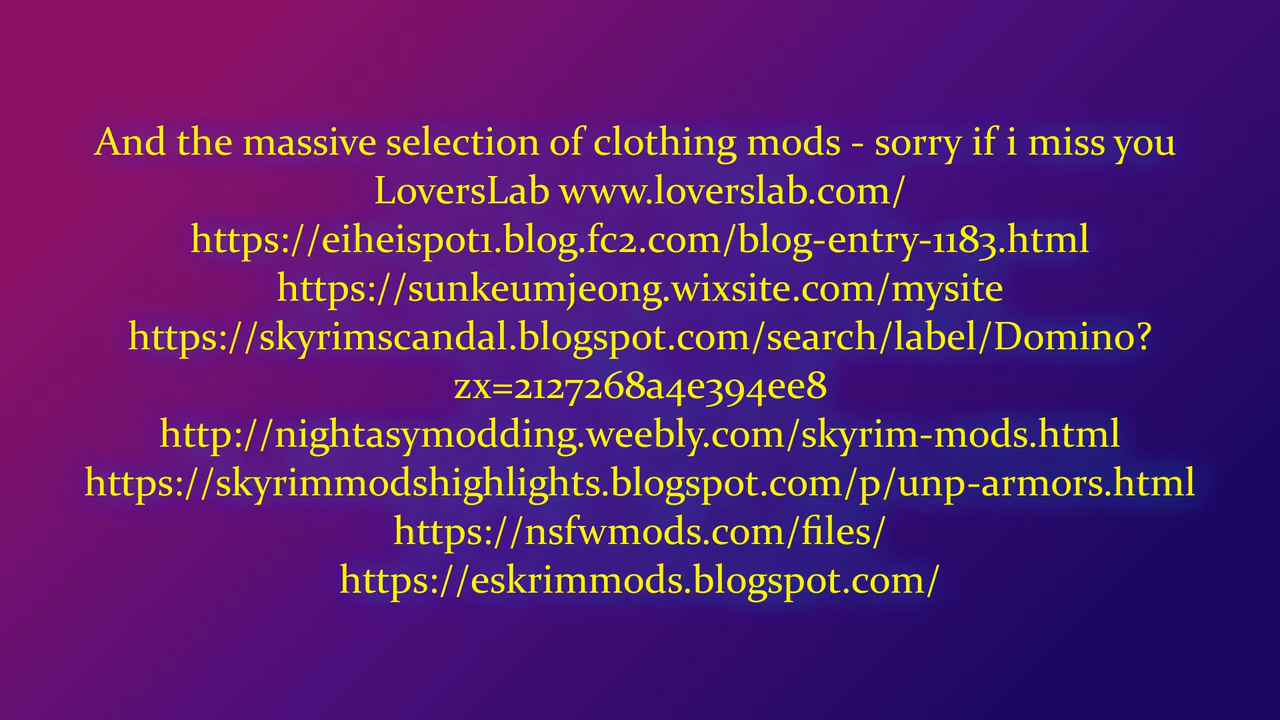 And the massive selection of clothing mods - sorry if i miss you
LoversLab www.loverslab.com/
https://eiheispot1.blog.fc2.com/blog-entry-1183.html
https://sunkeumjeong.wixsite.com/mysite
https://skyrimscandal.blogspot.com/search/label/Domino?
zx=2127268a4e394ee8
http://nightasymodding.weebly.com/skyrim-mods.html
https://skyrimmodshighlights.blogspot.com/p/unp-armors.html
https://nsfwmods.com/files/
https://eskrimmods.blogspot.com/